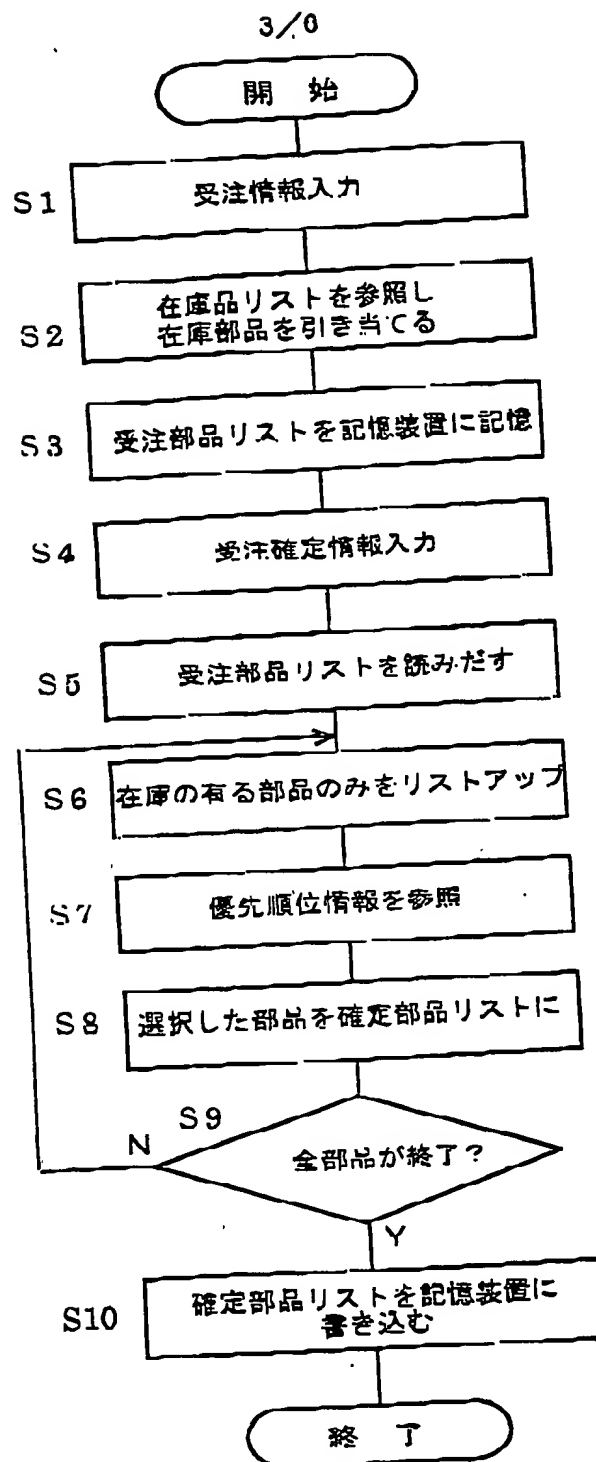 3/0
開 始
S1
受注情報入力
S2
在庫品リストを参照し
在庫部品を引き当てる
S3
受注部品リストを記憶装置に記憶
S4
受注確定情報入力
S5
受注部品リストを読みだす
S6
在庫の有る部品のみをリストアップ
S7
優先順位情報を参照
S8
選択した部品を確定部品リストに
S9
N
全部品が終了?
Y
S10
確定部品リストを記憶装置に
書き込む
終 了